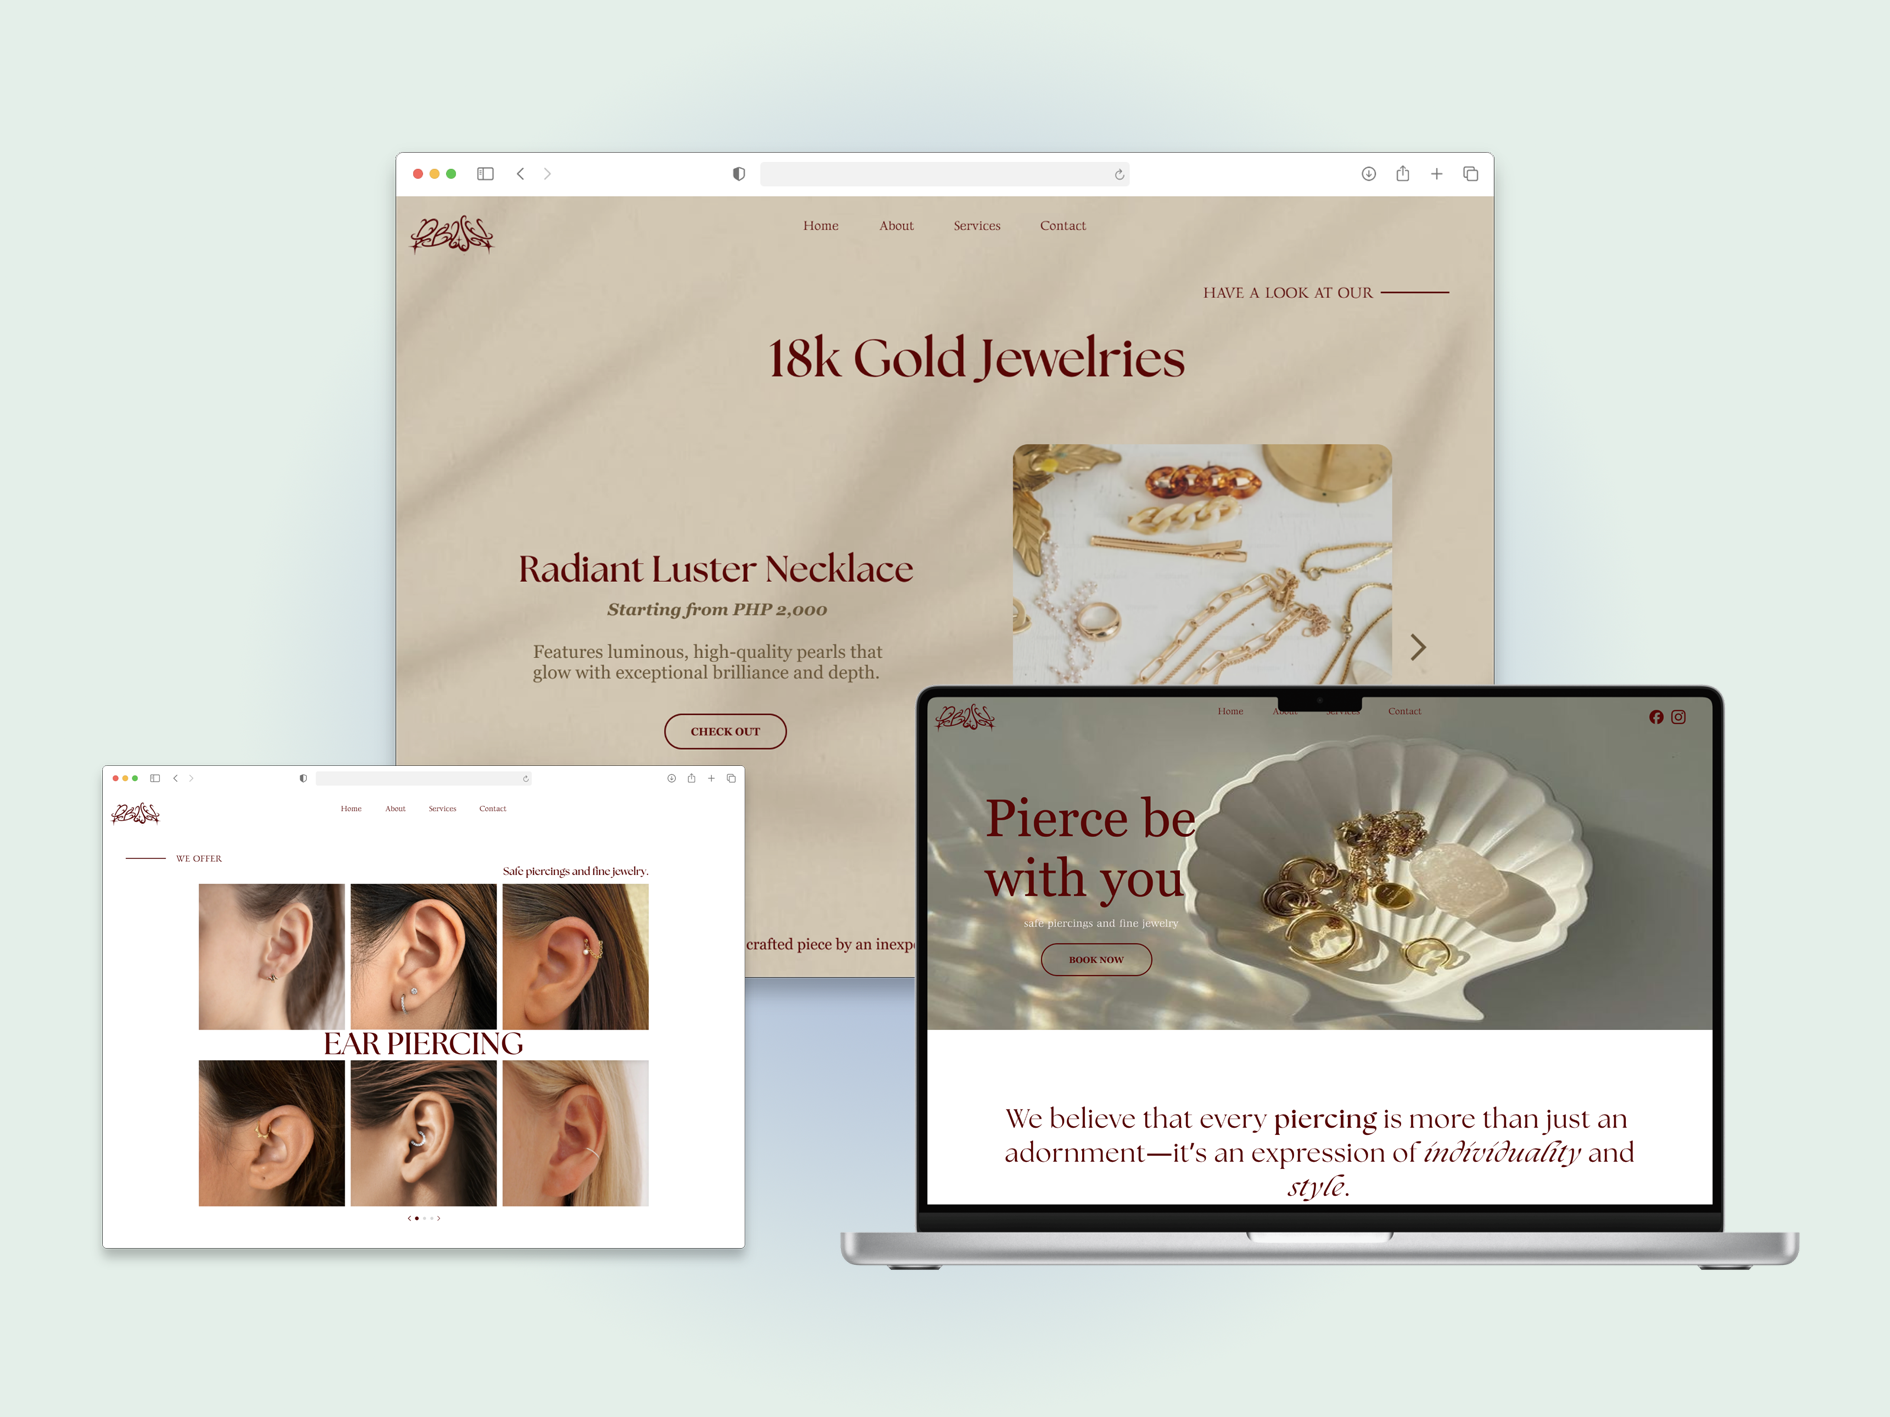 Home About Services Contact
HAVE A LOOK AT OUR
18k Gold Jewelries
Radiant Luster Necklace
Starting from PHP 2,000
Features luminous, high-quality pearls that
glow with exceptional brilliance and depth.
CHECK OUT
crafted piece by an
Home About Services Contact
WE OFFER
Safe piercings and fine jewelry.
EAR PIERCING
Home About Services Contact
Pierce be
with you
safe piercings and fine jewelry
BOOK NOW
We believe that every piercing is more than just an
adornment—it's an expression of individuality and
style.